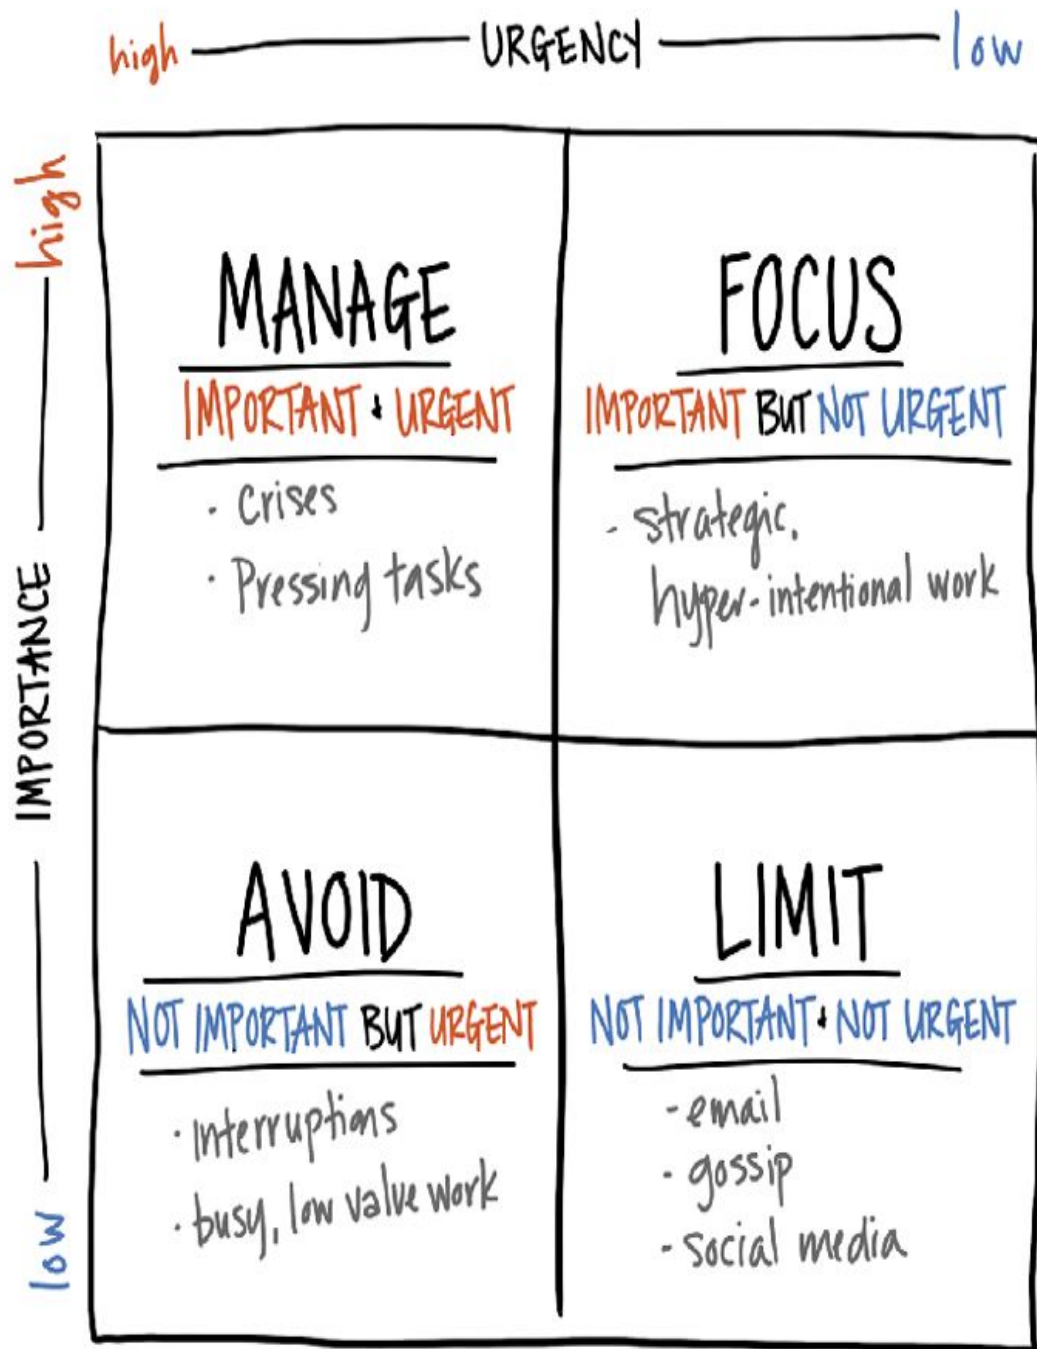 high URGENCY low
high
IMPORTANCE
low
MANAGE
IMPORTANT + URGENT
· Crises
· Pressing tasks
FOCUS
IMPORTANT BUT NOT URGENT
- strategic,
hyper-intentional work
AVOID
NOT IMPORTANT BUT URGENT
· Interruptions
· busy, low value work
LIMIT
NOT IMPORTANT + NOT URGENT
- email
- gossip
- social media